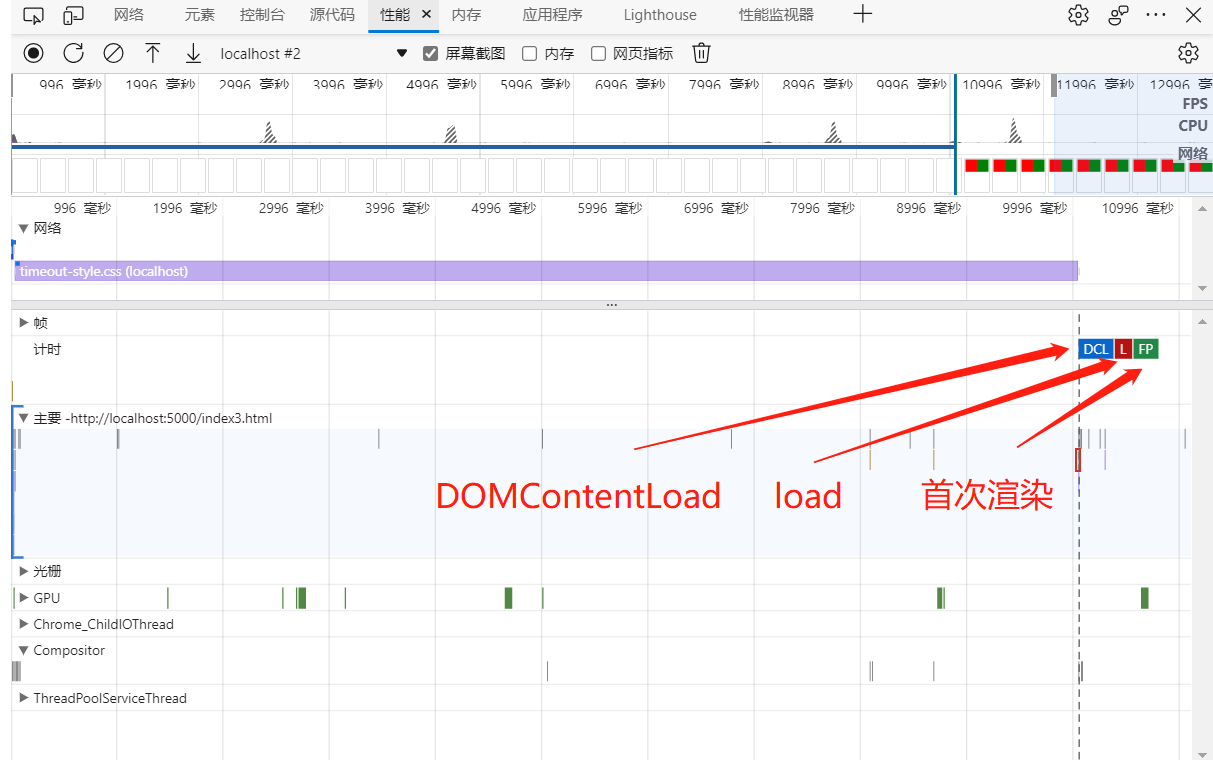 网络 元素 控制台 源代码 性能 × 内存 应用程序 Lighthouse 性能监视器
localhost #2 屏幕截图 内存 网页指标
996 毫秒 1996 毫秒 2996 毫秒 3996 毫秒 4996 毫秒 5996 毫秒 6996 毫秒 7996 毫秒 8996 毫秒 9996 毫秒 10996 毫秒 11996 毫秒 12996 毫秒
FPS
CPU
网络
996 毫秒 1996 毫秒 2996 毫秒 3996 毫秒 4996 毫秒 5996 毫秒 6996 毫秒 7996 毫秒 8996 毫秒 9996 毫秒 10996 毫秒
网络
timeout-style.css (localhost)
帧
计时
DCL L FP
主要 -http://localhost:5000/index3.html
DOMContentLoad load 首次渲染
光栅
GPU
Chrome_ChildIOThread
Compositor
ThreadPoolServiceThread